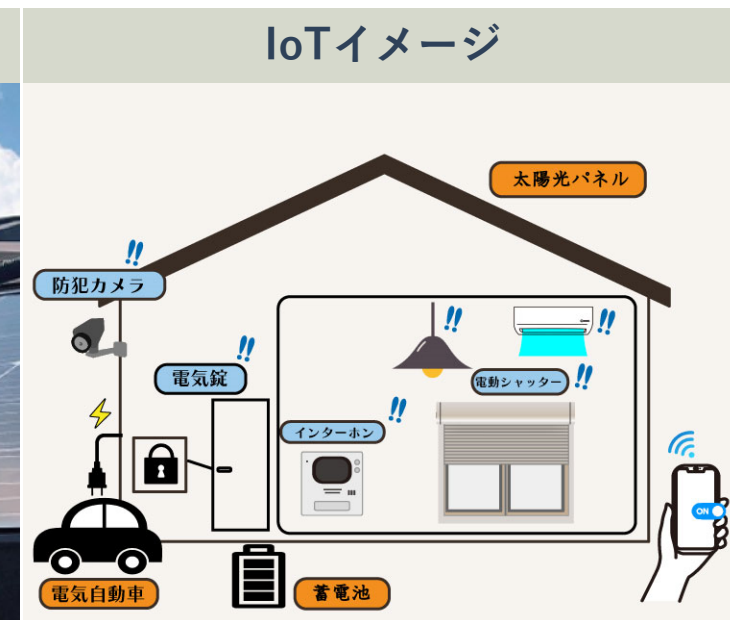 IoTイメージ
太陽光パネル
!!
防犯カメラ
!!
!!
!!
電気錠
電動シャッター
!!
!!
インターホン
ON
電気自動車
蓄電池